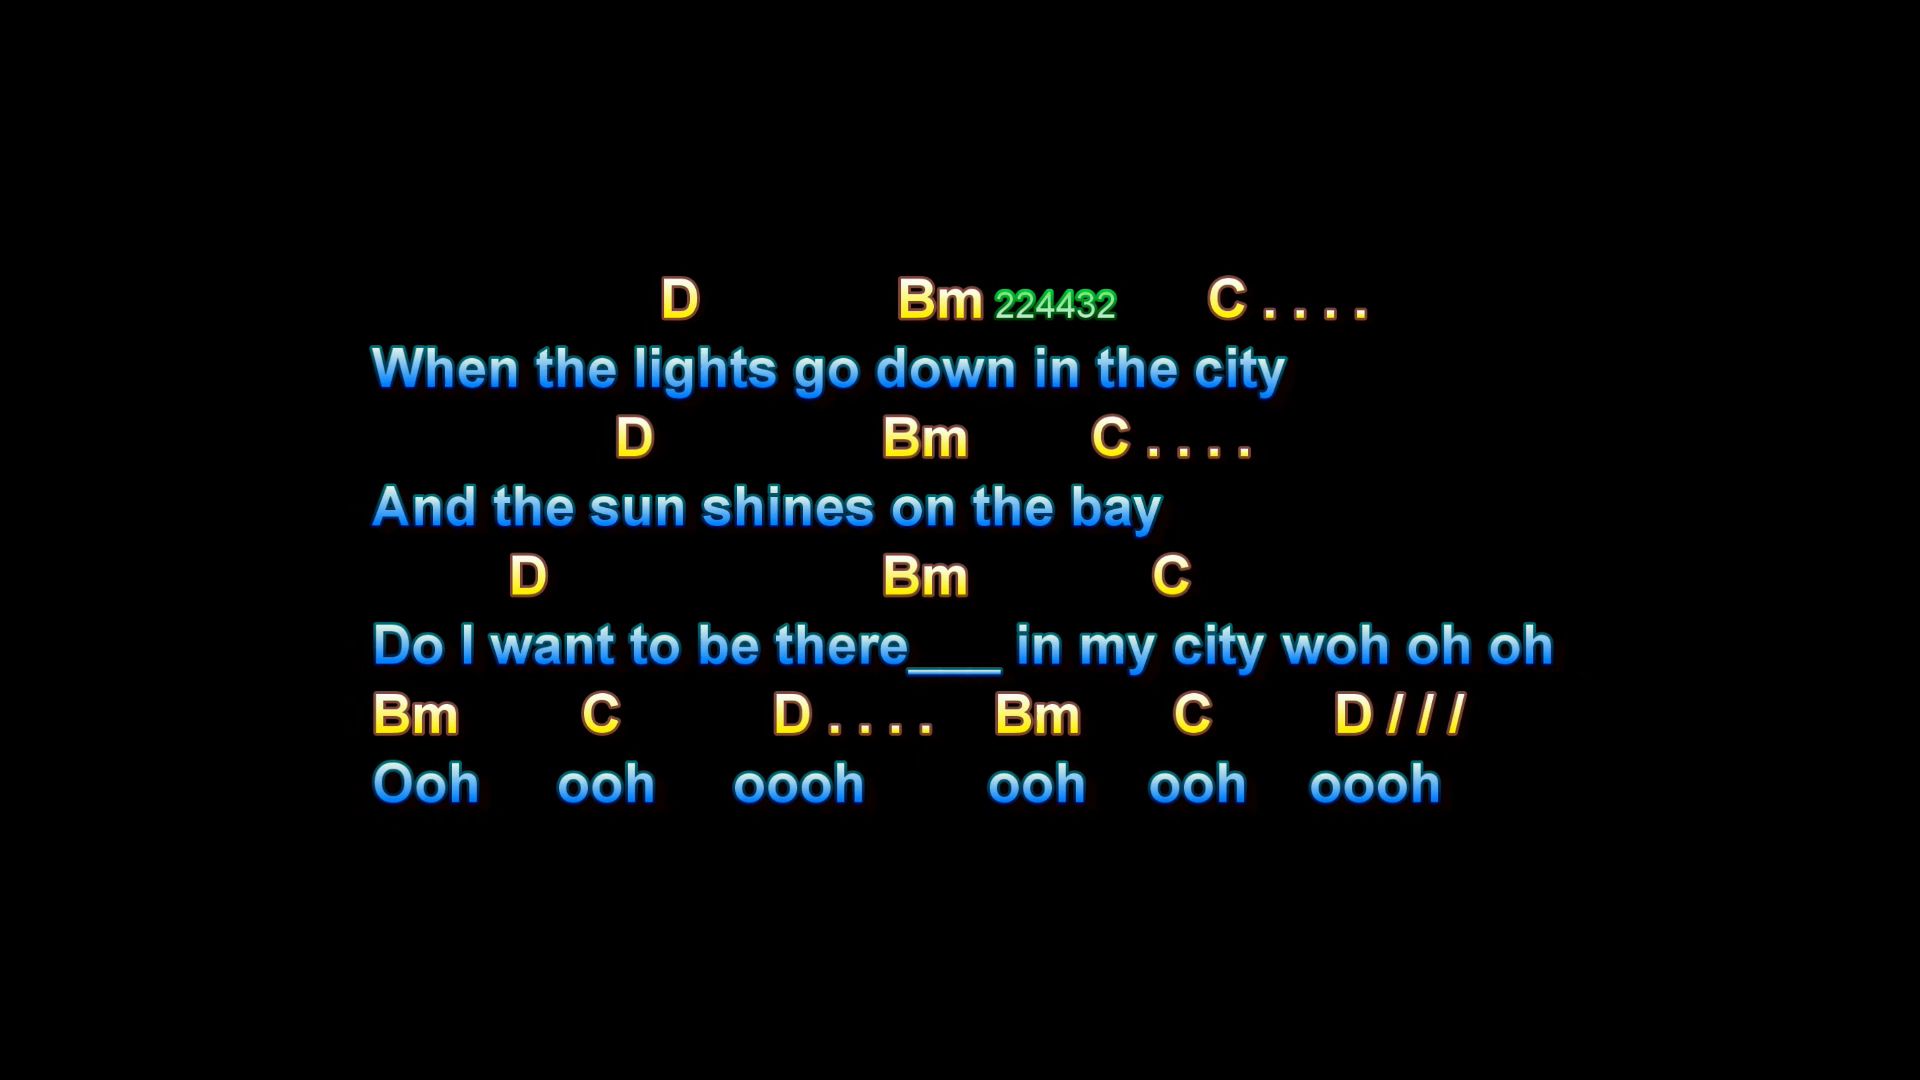 D Bm 224432 C . . . .
When the lights go down in the city
D Bm C . . . .
And the sun shines on the bay
D Bm C
Do I want to be there___ in my city woh oh oh
Bm C D . . . . Bm C D / / /
Ooh ooh oooh ooh ooh oooh